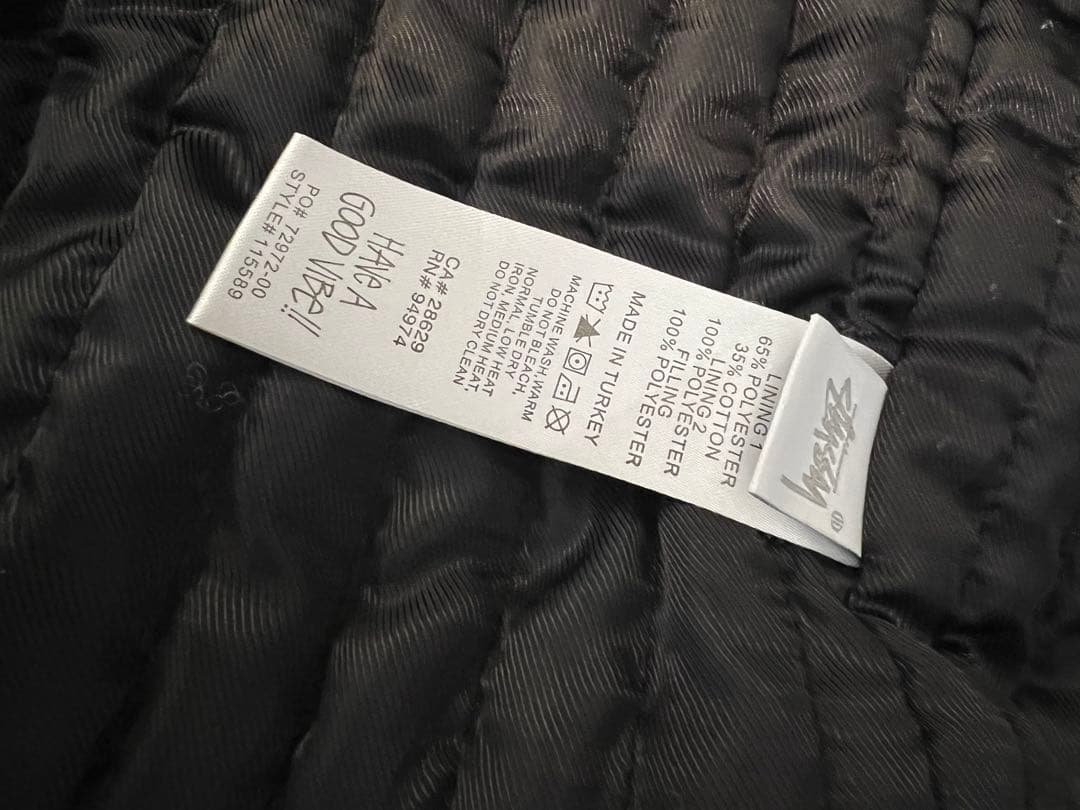 STÜSSY
LINING 1
65% POLYESTER
35% COTTON
LINING 2
100% POLYESTER
FILLING
100% POLYESTER
MADE IN TURKEY
MACHINE WASH, WARM
DO NOT BLEACH,
TUMBLE DRY
NORMAL, LOW HEAT
IRON, MEDIUM HEAT,
DO NOT DRY CLEAN.
CA# 28629
RN# 94974
HAVE A
GOOD VIBE!!
PO# 72972-00
STYLE# 115589